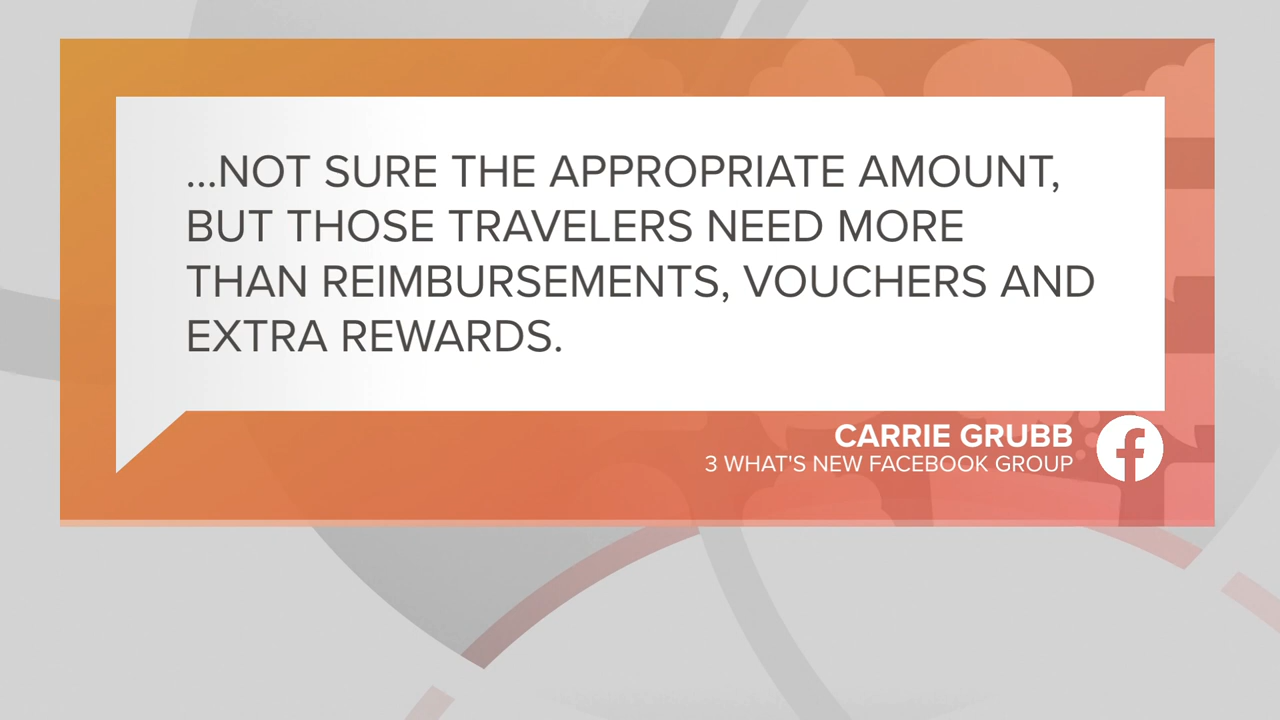 ...NOT SURE THE APPROPRIATE AMOUNT,
BUT THOSE TRAVELERS NEED MORE
THAN REIMBURSEMENTS, VOUCHERS AND
EXTRA REWARDS.
CARRIE GRUBB
3 WHAT'S NEW FACEBOOK GROUP